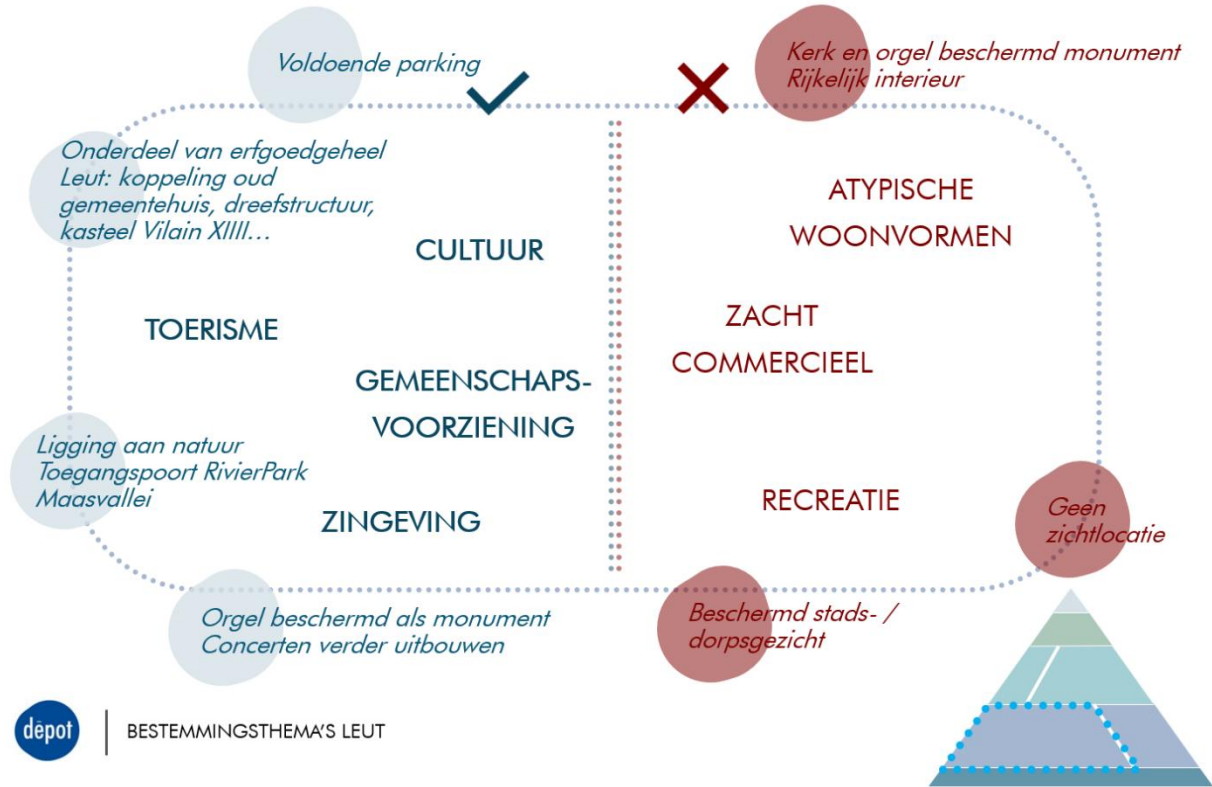 Voldoende parking
Kerk en orgel beschermd monument
Rijkelijk interieur
Onderdeel van erfgoedgeheel
Leut: koppeling oud
gemeentehuis, dreefstructuur,
kasteel Vilain XIIII...
CULTUUR
TOERISME
GEMEENSCHAPS-
VOORZIENING
Ligging aan natuur
Toegangspoort RivierPark
Maasvallei
ZINGEVING
ATYPISCHE
WOONVORMEN
ZACHT
COMMERCIEEL
RECREATIE
Geen
zichtlocatie
Orgel beschermd als monument
Concerten verder uitbouwen
Beschermd stads- /
dorpsgezicht
dêpot
BESTEMMINGSTHEMA'S LEUT